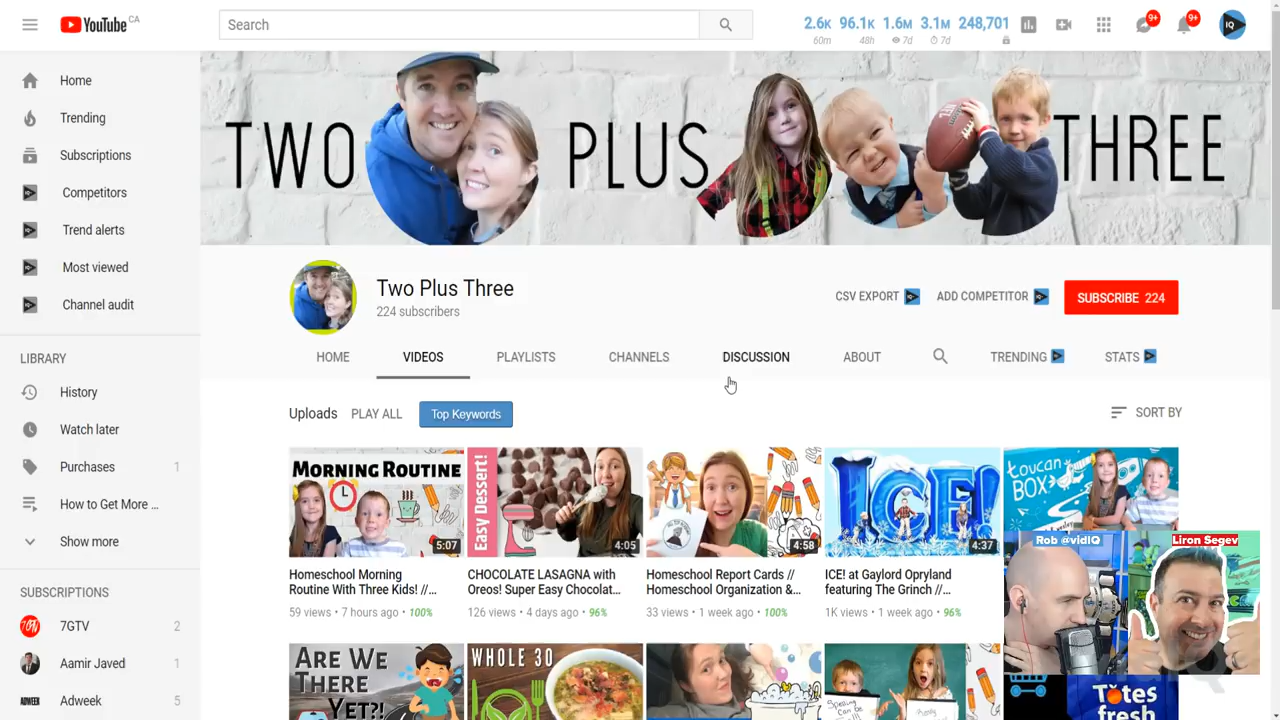 YouTube CA
Search
2.6K 96.1K 1.6M 3.1M 248,701
60m 48h 7d 7d
9+ 9+
IQ
Home
Trending
Subscriptions
Competitors
Trend alerts
Most viewed
Channel audit
LIBRARY
History
Watch later
Purchases 1
How to Get More ...
Show more
SUBSCRIPTIONS
7GTV 2
Aamir Javed 1
Adweek 5
TWO PLUS THREE
Two Plus Three
224 subscribers
CSV EXPORT ADD COMPETITOR SUBSCRIBE 224
HOME VIDEOS PLAYLISTS CHANNELS DISCUSSION ABOUT TRENDING STATS
Uploads PLAY ALL Top Keywords SORT BY
MORNING ROUTINE
5:07
Homeschool Morning
Routine With Three Kids! //...
59 views • 7 hours ago • 100%
Easy Dessert!
4:05
CHOCOLATE LASAGNA with
Oreos! Super Easy Chocolat...
126 views • 4 days ago • 96%
4:58
Homeschool Report Cards //
Homeschool Organization &...
33 views • 1 week ago • 100%
ICE!
4:37
ICE! at Gaylord Opryland
featuring The Grinch //...
1K views • 1 week ago • 96%
toucan
BOX
Rob @vidIQ
Liron Segev
ARE WE
THERE
YET?!
WHOLE 30
Totes
fresh